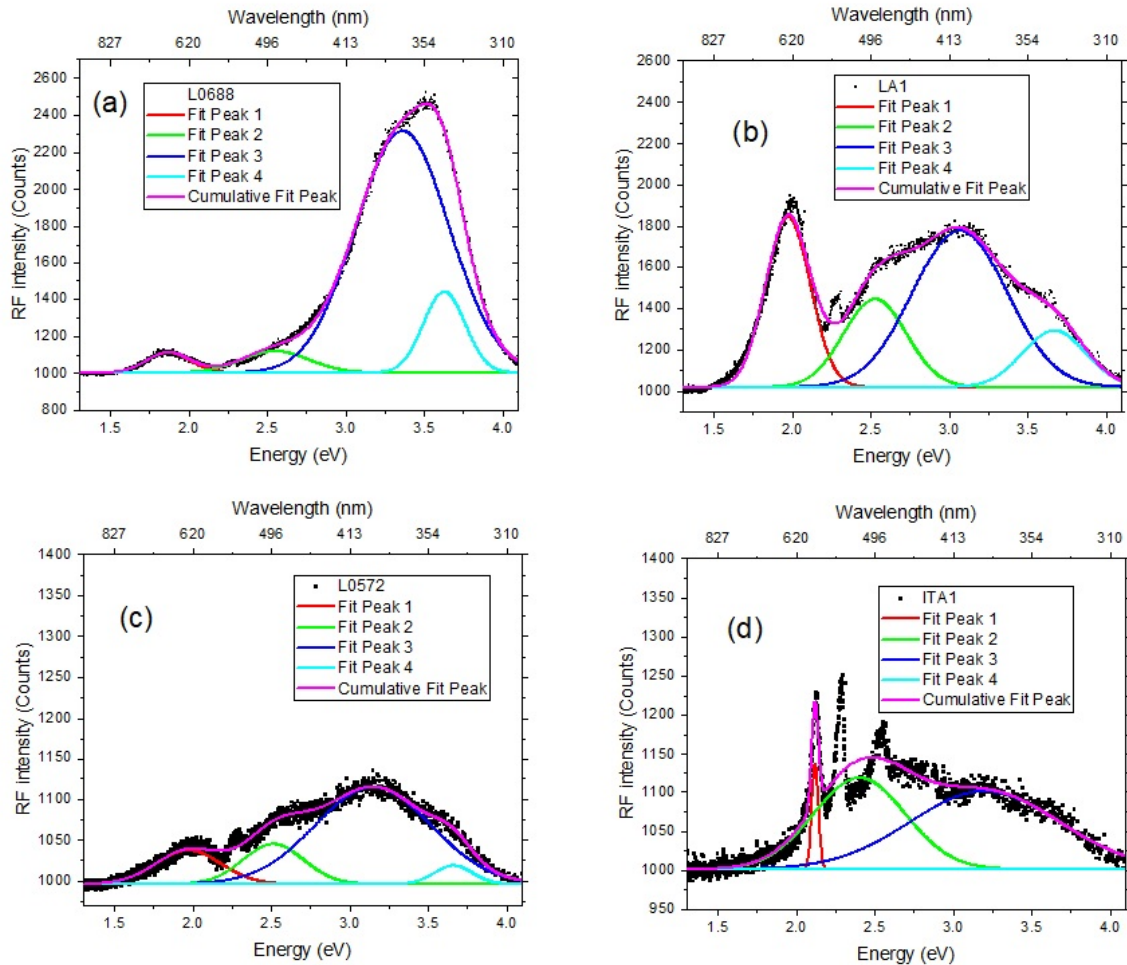 Wavelength (nm)
827 620 496 413 354 310
(a)
L0688
Fit Peak 1
Fit Peak 2
Fit Peak 3
Fit Peak 4
Cumulative Fit Peak
RF intensity (Counts)
2600
2400
2200
2000
1800
1600
1400
1200
1000
800
1.5 2.0 2.5 3.0 3.5 4.0
Energy (eV)
Wavelength (nm)
827 620 496 413 354 310
(b)
LA1
Fit Peak 1
Fit Peak 2
Fit Peak 3
Fit Peak 4
Cumulative Fit Peak
RF intensity (Counts)
2600
2400
2200
2000
1800
1600
1400
1200
1000
1.5 2.0 2.5 3.0 3.5 4.0
Energy (eV)
Wavelength (nm)
827 620 496 413 354 310
(c)
L0572
Fit Peak 1
Fit Peak 2
Fit Peak 3
Fit Peak 4
Cumulative Fit Peak
RF intensity (Counts)
1400
1300
1200
1100
1000
1.5 2.0 2.5 3.0 3.5 4.0
Energy (eV)
Wavelength (nm)
827 620 496 413 354 310
(d)
ITA1
Fit Peak 1
Fit Peak 2
Fit Peak 3
Fit Peak 4
Cumulative Fit Peak
RF intensity (Counts)
1400
1350
1300
1250
1200
1150
1100
1050
1000
950
1.5 2.0 2.5 3.0 3.5 4.0
Energy (eV)